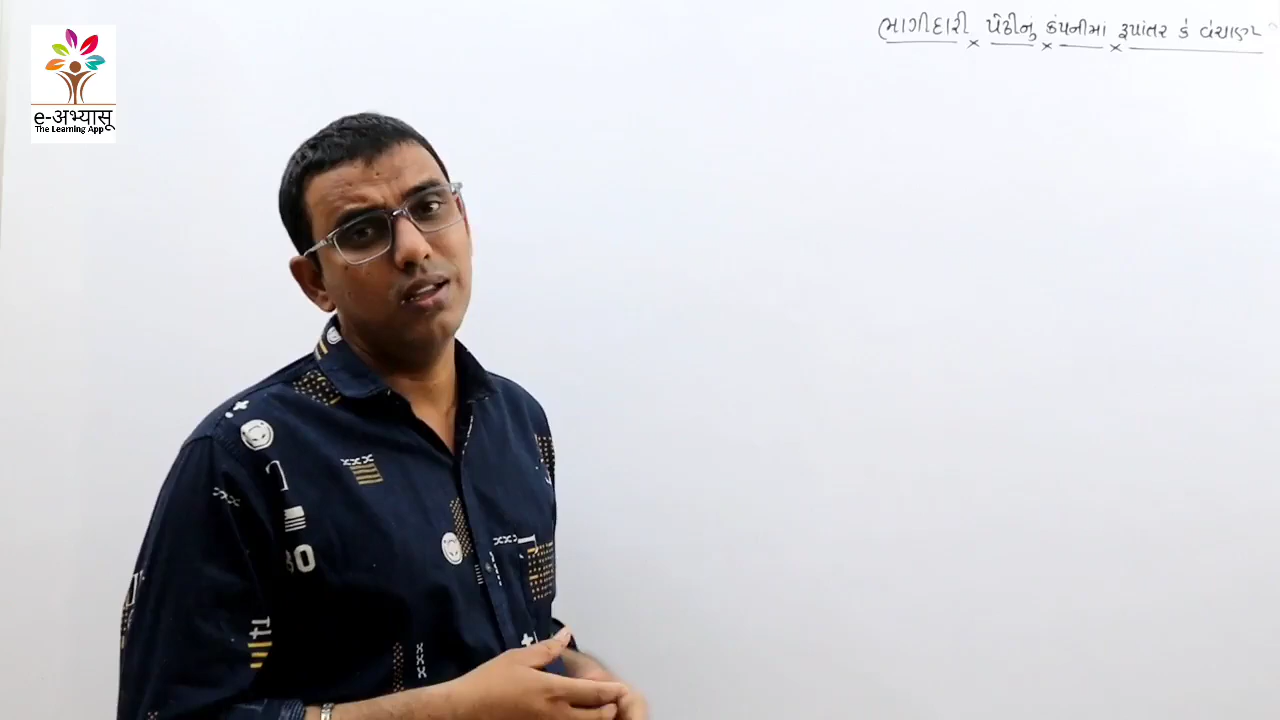 e-अभ्यासू
The Learning App
ભાગીદારી પેઢીનું કંપનીમાં રૂપાંતર કે વેચાણ